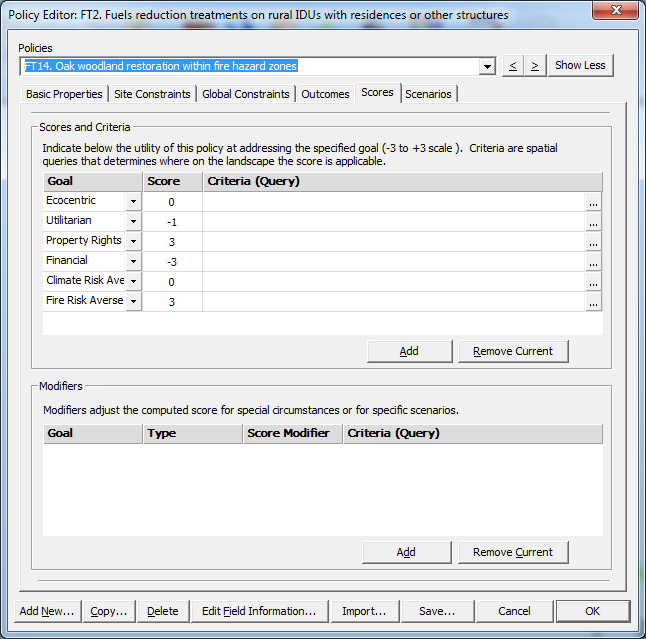 Policy Editor: FT2. Fuels reduction treatments on rural IDUs with residences or other structures
Policies
FT14. Oak woodland restoration within fire hazard zones
< > Show Less
Basic Properties Site Constraints Global Constraints Outcomes Scores Scenarios
Scores and Criteria
Indicate below the utility of this policy at addressing the specified goal (-3 to +3 scale ). Criteria are spatial
queries that determines where on the landscape the score is applicable.
Goal Score Criteria (Query)
Ecocentric 0 ...
Utilitarian -1 ...
Property Rights 3 ...
Financial -3 ...
Climate Risk Ave 0 ...
Fire Risk Averse 3 ...
Add Remove Current
Modifiers
Modifiers adjust the computed score for special circumstances or for specific scenarios.
Goal Type Score Modifier Criteria (Query)
Add Remove Current
Add New... Copy... Delete Edit Field Information... Import... Save... Cancel OK